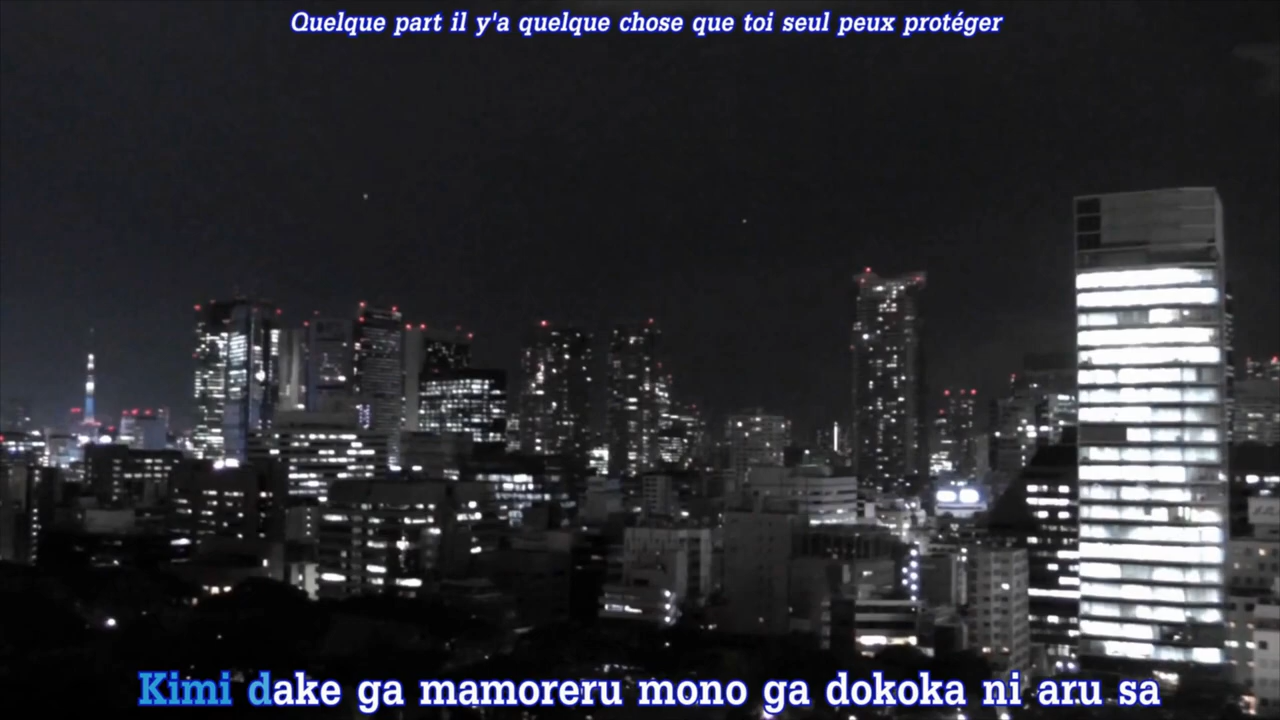 Quelque part il y'a quelque chose que toi seul peux protéger
Kimi dake ga mamoreru mono ga dokoka ni aru sa